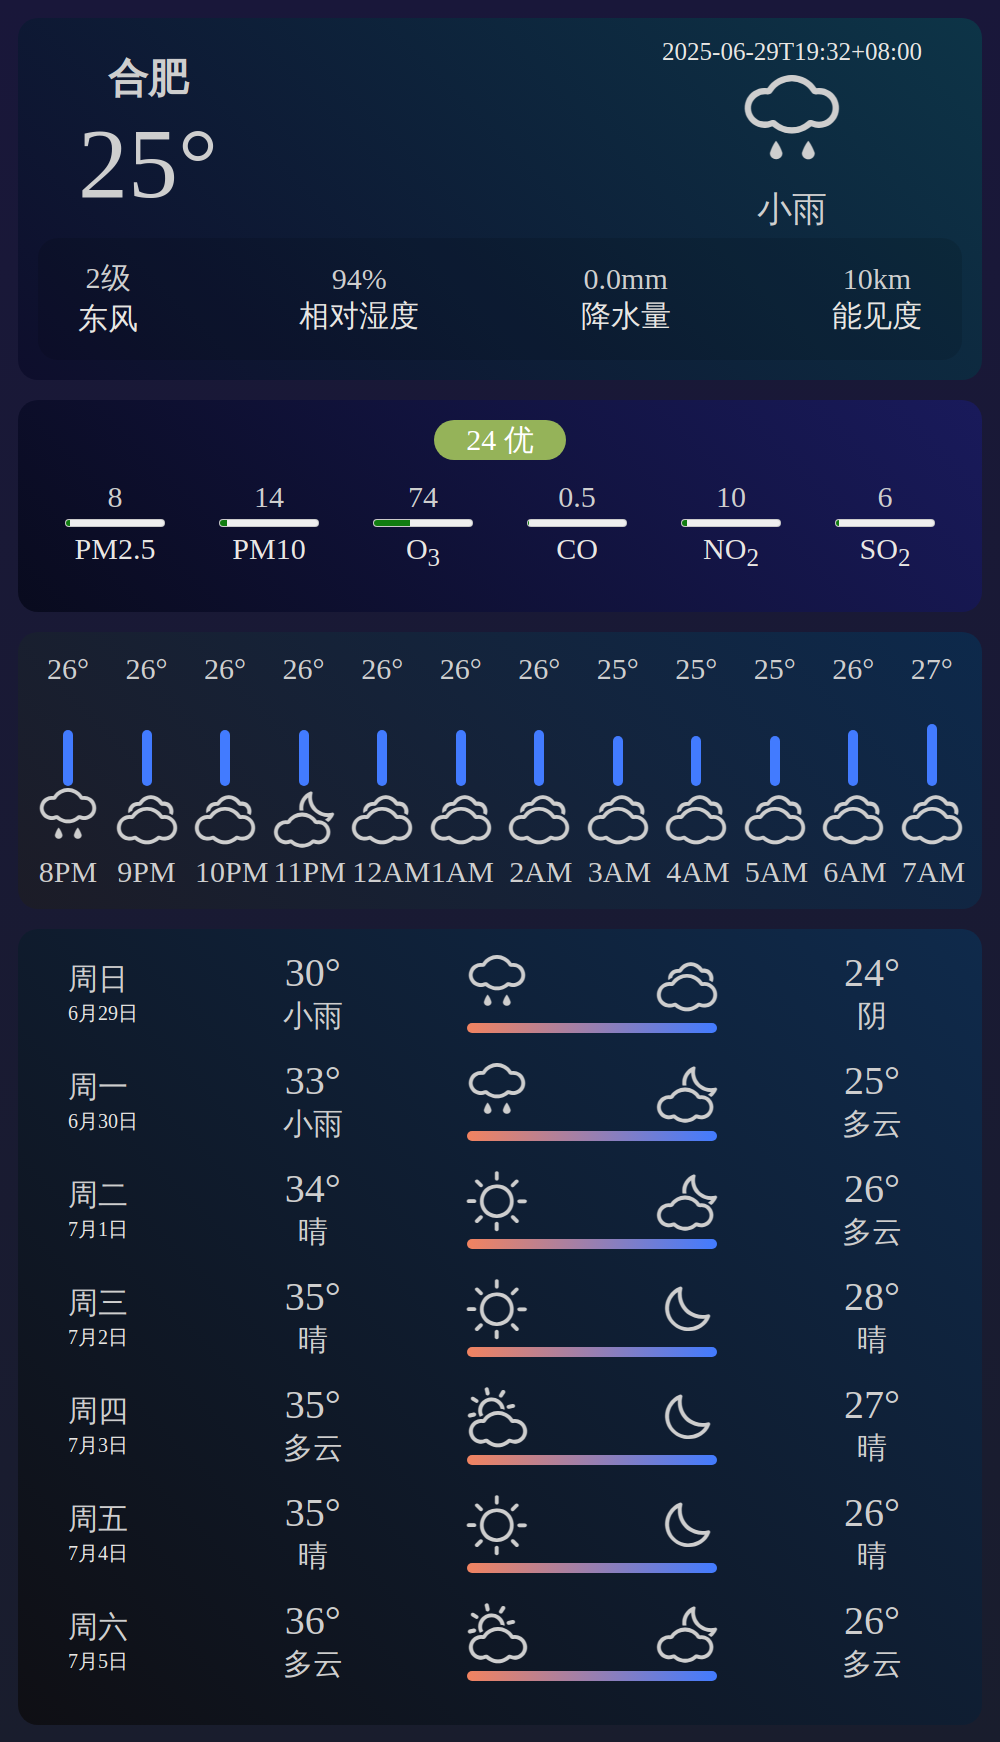 合肥
25°
2025-06-29T19:32+08:00
小雨
2级 94% 0.0mm 10km
东风 相对湿度 降水量 能见度
24 优
8 14 74 0.5 10 6
PM2.5 PM10 O3 CO NO2 SO2
26° 26° 26° 26° 26° 26° 26° 25° 25° 25° 26° 27°
8PM 9PM 10PM 11PM 12AM 1AM 2AM 3AM 4AM 5AM 6AM 7AM
周日 30° 24°
6月29日 小雨 阴
周一 33° 25°
6月30日 小雨 多云
周二 34° 26°
7月1日 晴 多云
周三 35° 28°
7月2日 晴 晴
周四 35° 27°
7月3日 多云 晴
周五 35° 26°
7月4日 晴 晴
周六 36° 26°
7月5日 多云 多云